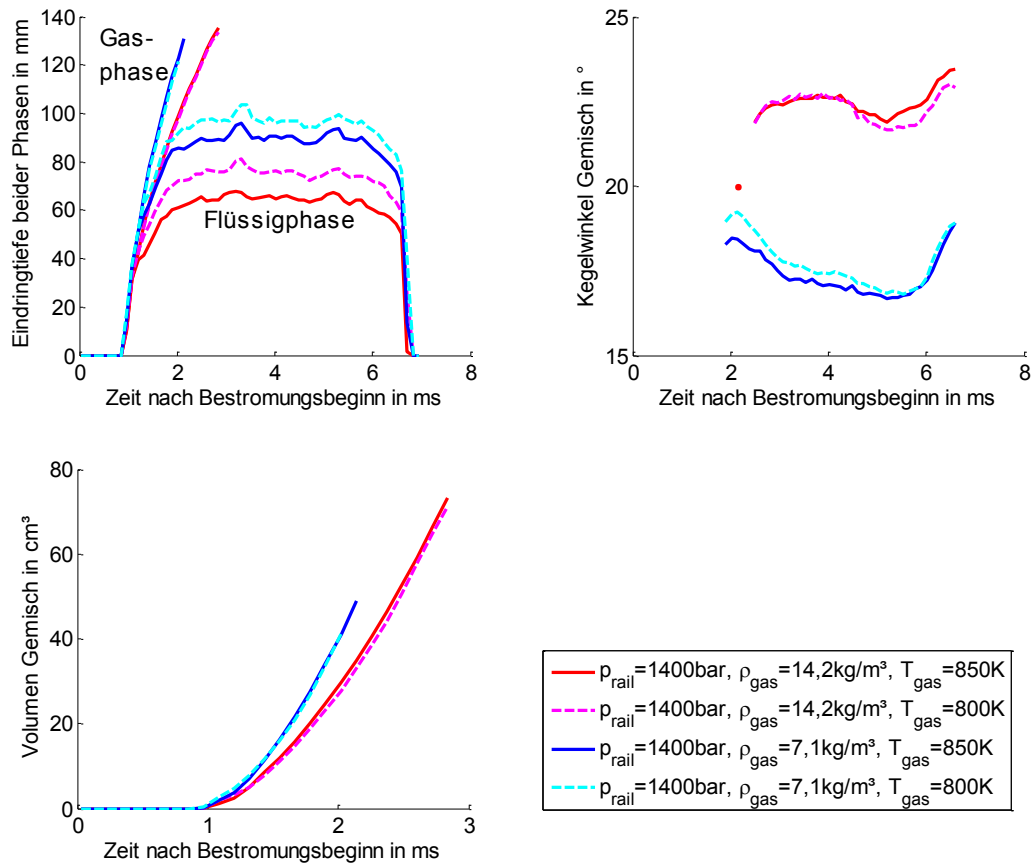 140
120
100
80
60
40
20
0
Eindringtiefe beider Phasen in mm
Gas-
phase
Flüssigphase
0 2 4 6 8
Zeit nach Bestromungsbeginn in ms
25
20
15
Kegelwinkel Gemisch in °
0 2 4 6 8
Zeit nach Bestromungsbeginn in ms
80
60
40
20
0
Volumen Gemisch in cm³
0 1 2 3
Zeit nach Bestromungsbeginn in ms
p_rail=1400bar, ρ_gas=14,2kg/m³, T_gas=850K
p_rail=1400bar, ρ_gas=14,2kg/m³, T_gas=800K
p_rail=1400bar, ρ_gas=7,1kg/m³, T_gas=850K
p_rail=1400bar, ρ_gas=7,1kg/m³, T_gas=800K